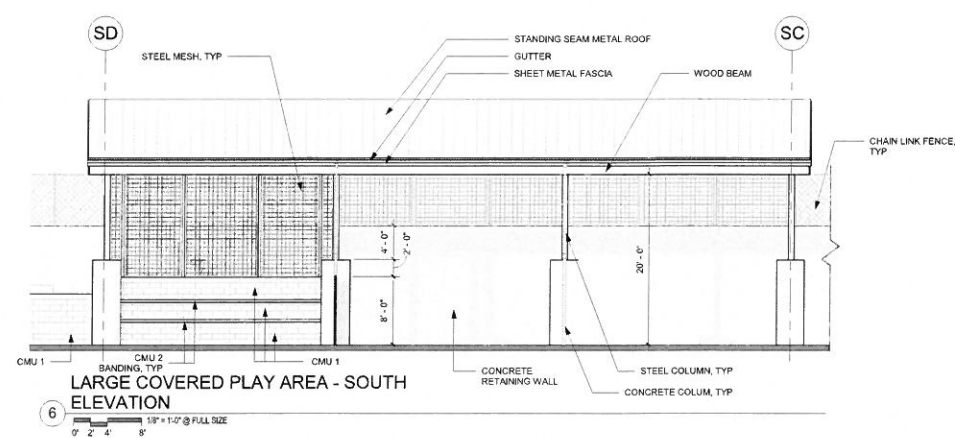 SD
SC
STANDING SEAM METAL ROOF
STEEL MESH, TYP
GUTTER
SHEET METAL FASCIA
WOOD BEAM
CHAIN LINK FENCE,
TYP
4' - 0"
2' - 0"
20' - 0"
8' - 0"
CMU 1
CMU 2
BANDING, TYP
CMU 1
CONCRETE
RETAINING WALL
STEEL COLUMN, TYP
CONCRETE COLUM, TYP
LARGE COVERED PLAY AREA - SOUTH
ELEVATION
6
1/8" = 1'-0" @ FULL SIZE
0' 2' 4' 8'